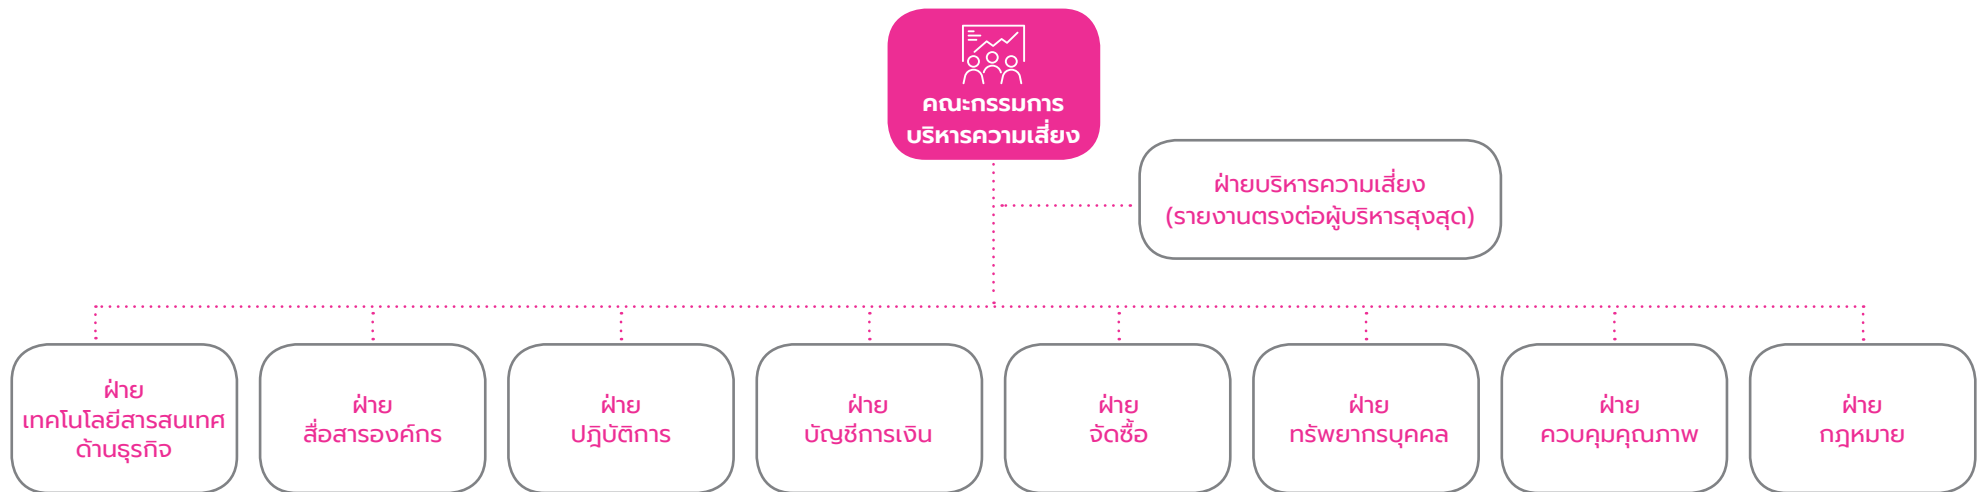 คณะกรรมการ
บริหารความเสี่ยง
ฝ่ายบริหารความเสี่ยง
(รายงานตรงต่อผู้บริหารสุงสุด)
ฝ่าย
เทคโนโลยีสารสนเทศ
ด้านธุรกิจ
ฝ่าย
สื่อสารองค์กร
ฝ่าย
ปฎิบัติการ
ฝ่าย
บัญชีการเงิน
ฝ่าย
จัดซื้อ
ฝ่าย
ทรัพยากรบุคคล
ฝ่าย
ควบคุมคุณภาพ
ฝ่าย
กฎหมาย